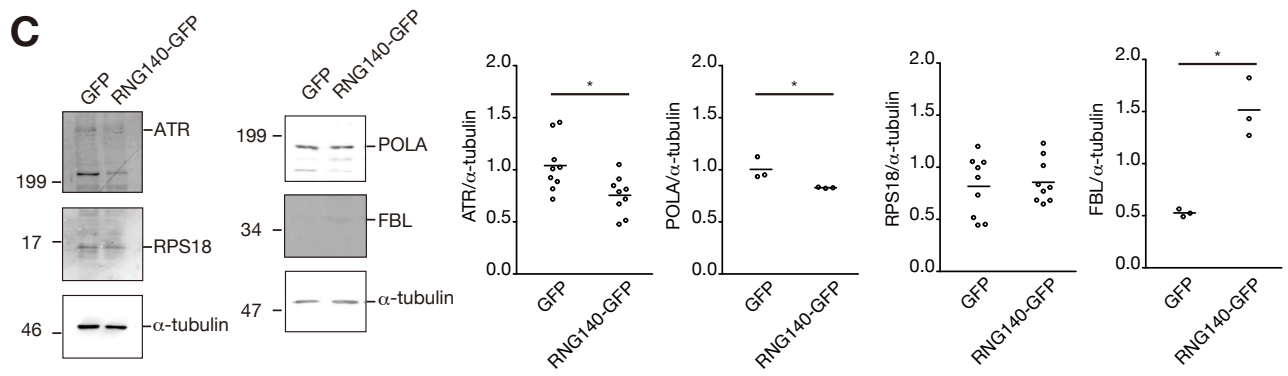 C
GFP
RNG140-GFP
ATR
199
17
RPS18
46
α-tubulin
GFP
RNG140-GFP
199
POLA
34
FBL
47
α-tubulin
ATR/α-tubulin
2.0
1.5
1.0
0.5
0.0
*
GFP
RNG140-GFP
POLA/α-tubulin
2.0
1.5
1.0
0.5
0.0
*
GFP
RNG140-GFP
RPS18/α-tubulin
2.0
1.5
1.0
0.5
0.0
GFP
RNG140-GFP
FBL/α-tubulin
2.0
1.5
1.0
0.5
0.0
*
GFP
RNG140-GFP